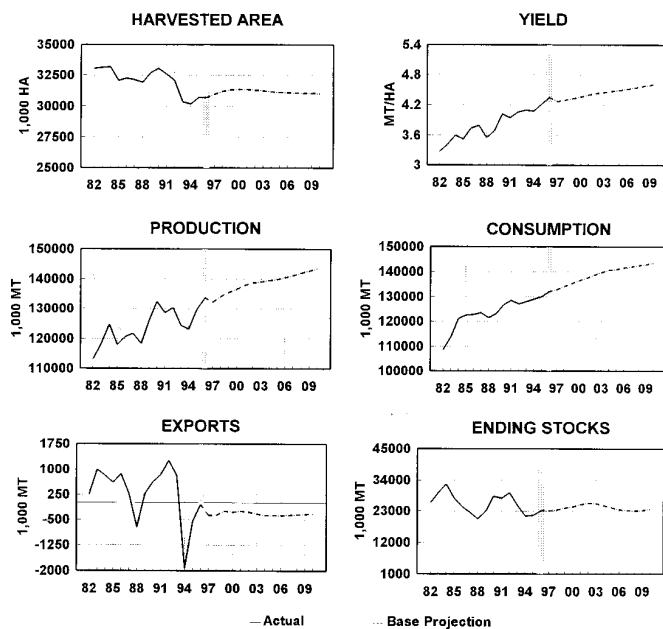 HARVESTED AREA
1,000 HA
35000
32500
30000
27500
25000
82 85 88 91 94 97 00 03 06 09
YIELD
MT/HA
5.4
4.8
4.2
3.6
3
82 85 88 91 94 97 00 03 06 09
PRODUCTION
1,000 MT
150000
140000
130000
120000
110000
82 85 88 91 94 97 00 03 06 09
CONSUMPTION
1,000 MT
150000
140000
130000
120000
110000
100000
82 85 88 91 94 97 00 03 06 09
EXPORTS
1,000 MT
1750
1000
250
-500
-1250
-2000
82 85 88 91 94 97 00 03 06 09
ENDING STOCKS
1,000 MT
34000
23000
12000
1000
82 85 88 91 94 97 00 03 06 09
Actual
Base Projection